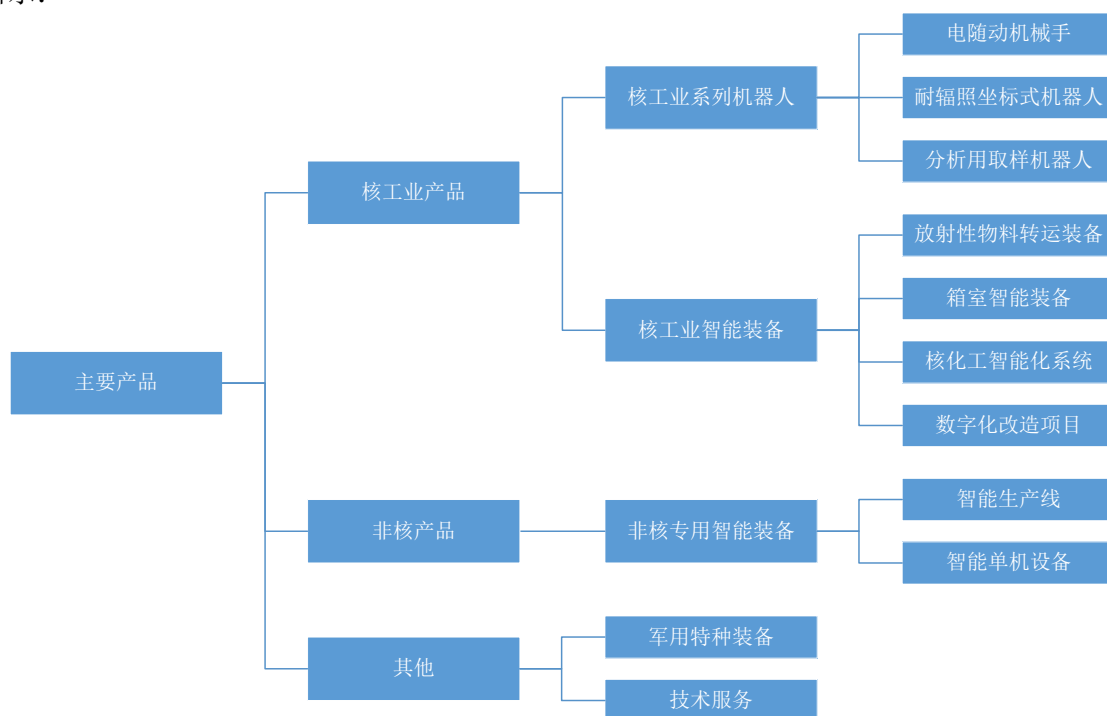 电随动机械手
核工业系列机器人
耐辐照坐标式机器人
分析用取样机器人
核工业产品
放射性物料转运装备
箱室智能装备
核工业智能装备
核化工智能化系统
数字化改造项目
主要产品
智能生产线
非核产品
非核专用智能装备
智能单机设备
军用特种装备
其他
技术服务